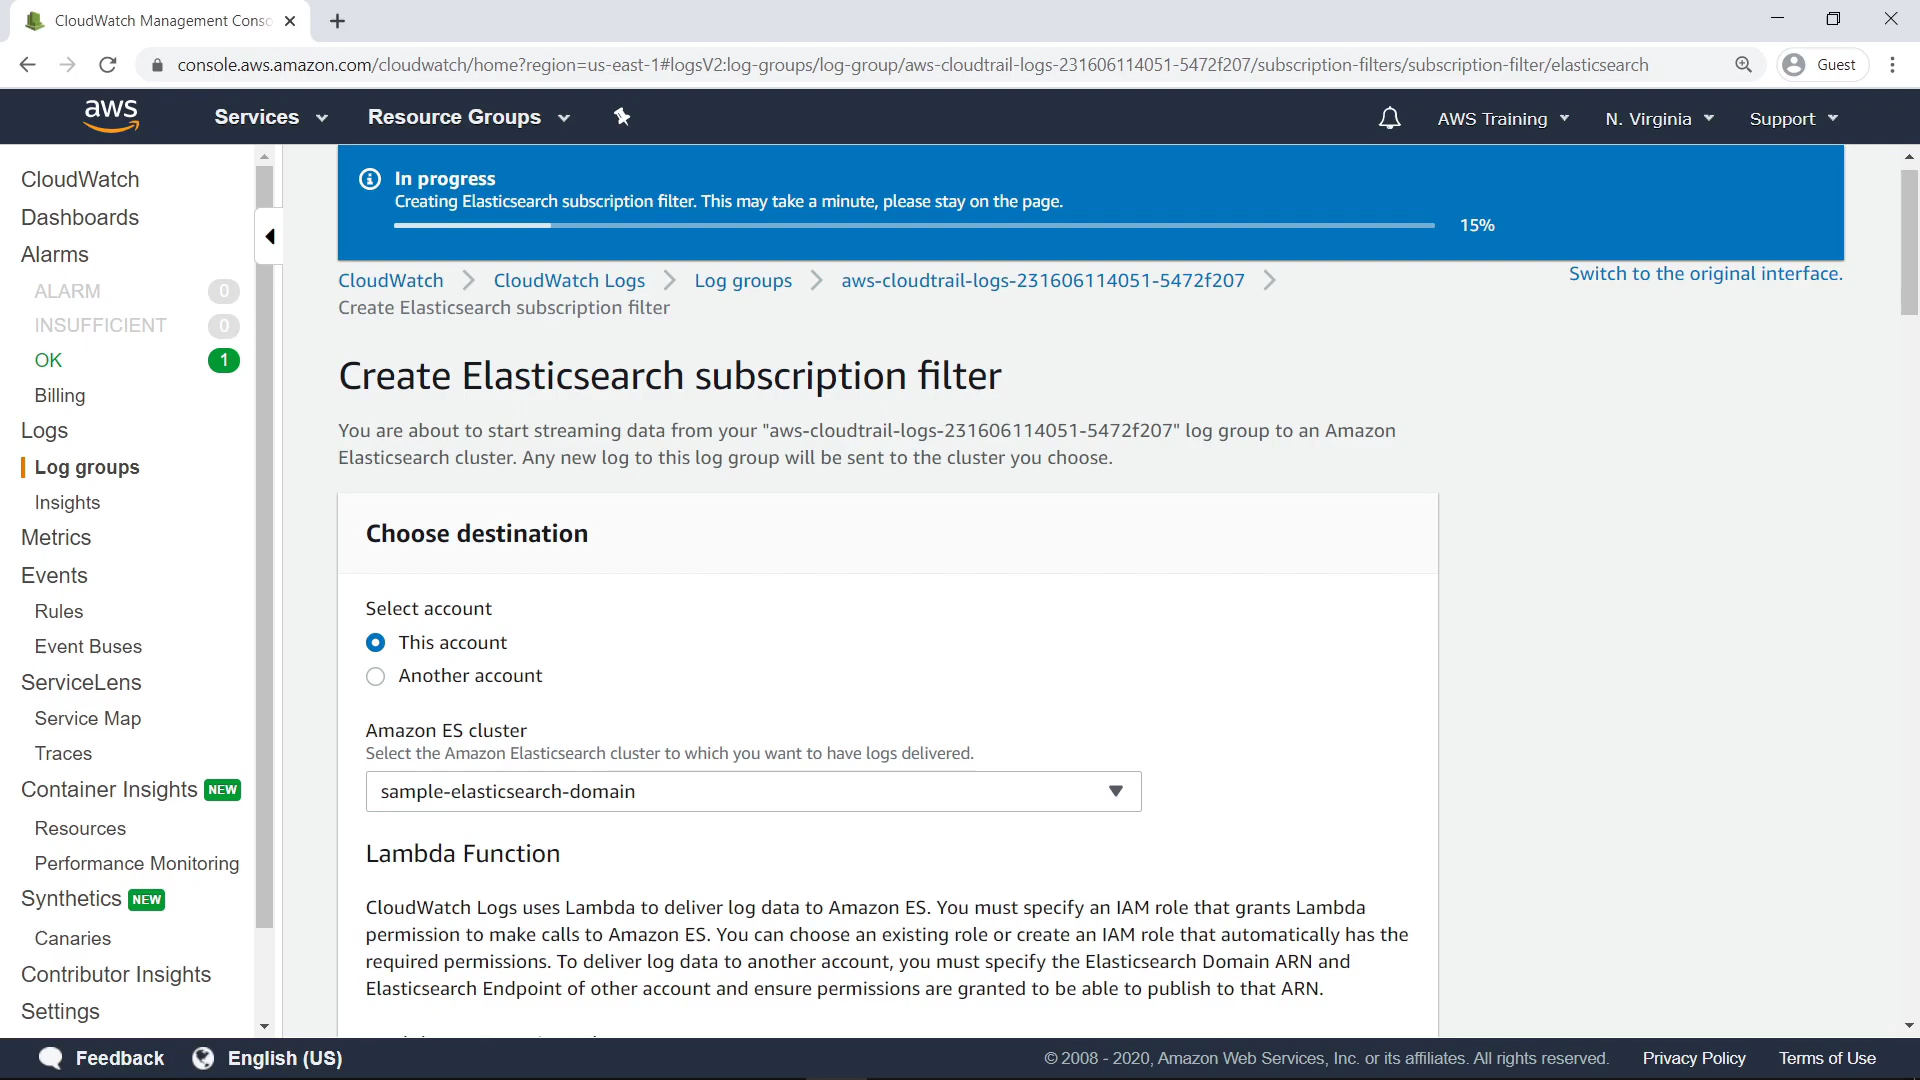 CloudWatch Management Conso
console.aws.amazon.com/cloudwatch/home?region=us-east-1#logsV2:log-groups/log-group/aws-cloudtrail-logs-231606114051-5472f207/subscription-filters/subscription-filter/elasticsearch
Guest
aws
Services
Resource Groups
AWS Training
N. Virginia
Support
CloudWatch
Dashboards
Alarms
ALARM 0
INSUFFICIENT 0
OK 1
Billing
Logs
Log groups
Insights
Metrics
Events
Rules
Event Buses
ServiceLens
Service Map
Traces
Container Insights NEW
Resources
Performance Monitoring
Synthetics NEW
Canaries
Contributor Insights
Settings
In progress
Creating Elasticsearch subscription filter. This may take a minute, please stay on the page.
15%
CloudWatch
CloudWatch Logs
Log groups
aws-cloudtrail-logs-231606114051-5472f207
Create Elasticsearch subscription filter
Switch to the original interface.
Create Elasticsearch subscription filter
You are about to start streaming data from your "aws-cloudtrail-logs-231606114051-5472f207" log group to an Amazon
Elasticsearch cluster. Any new log to this log group will be sent to the cluster you choose.
Choose destination
Select account
This account
Another account
Amazon ES cluster
Select the Amazon Elasticsearch cluster to which you want to have logs delivered.
sample-elasticsearch-domain
Lambda Function
CloudWatch Logs uses Lambda to deliver log data to Amazon ES. You must specify an IAM role that grants Lambda
permission to make calls to Amazon ES. You can choose an existing role or create an IAM role that automatically has the
required permissions. To deliver log data to another account, you must specify the Elasticsearch Domain ARN and
Elasticsearch Endpoint of other account and ensure permissions are granted to be able to publish to that ARN.
Feedback
English (US)
© 2008 - 2020, Amazon Web Services, Inc. or its affiliates. All rights reserved.
Privacy Policy
Terms of Use